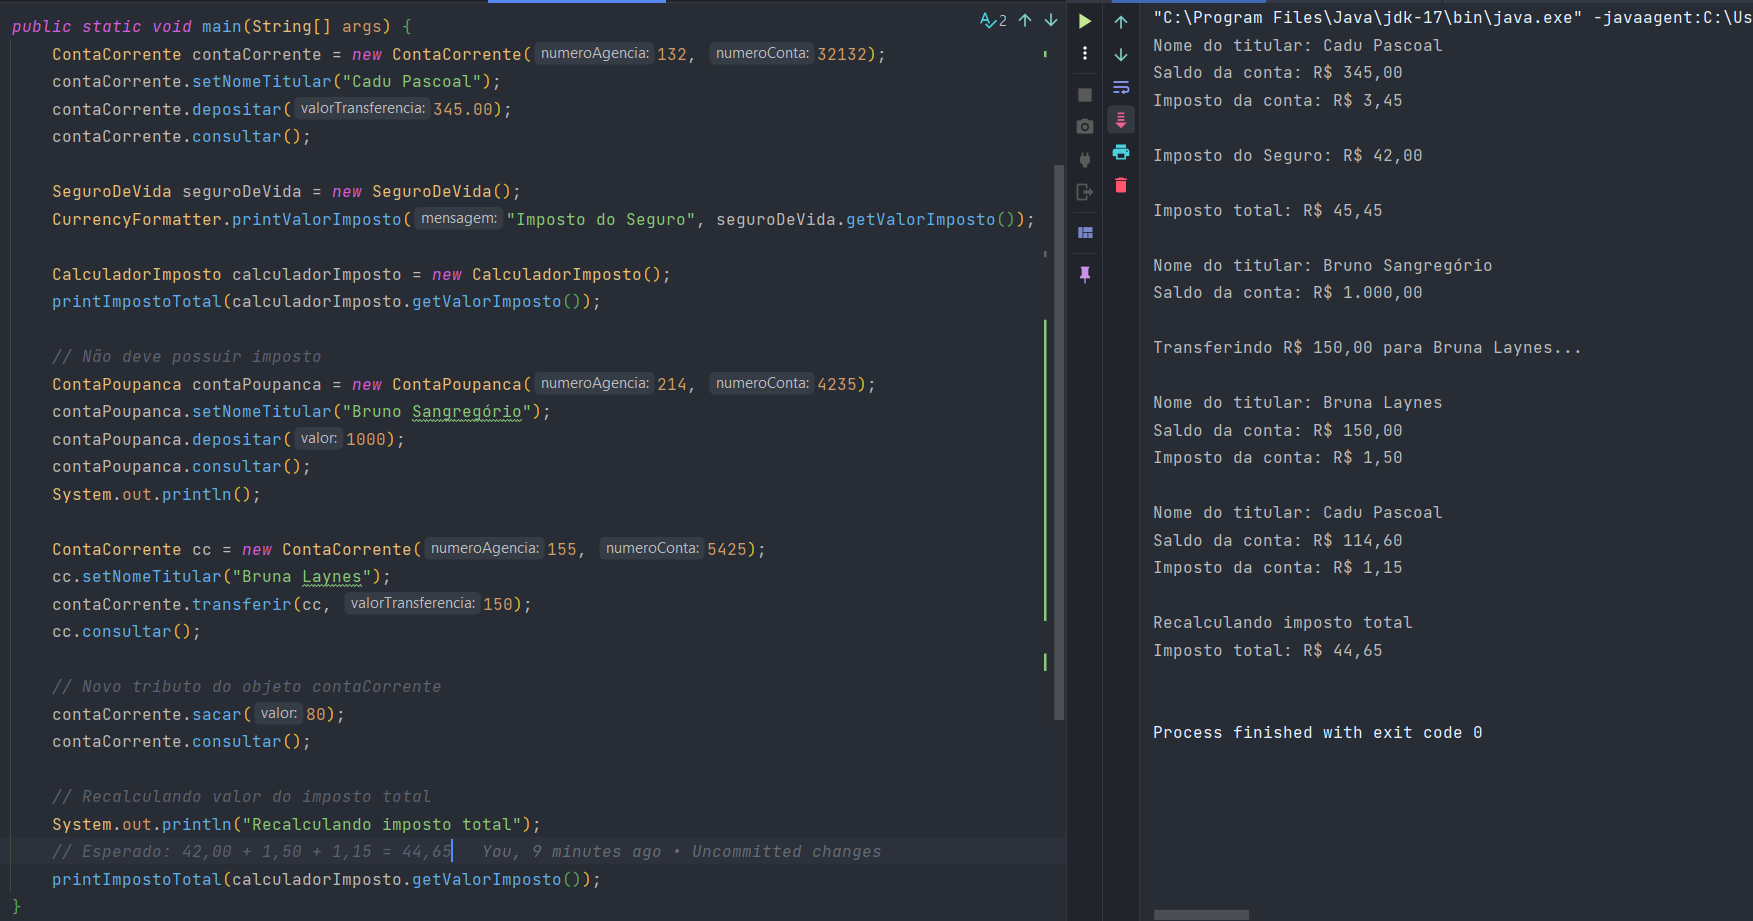 public static void main(String[] args) {
ContaCorrente contaCorrente = new ContaCorrente( numeroAgencia: 132, numeroConta: 32132);
contaCorrente.setNomeTitular("Cadu Pascoal");
contaCorrente.depositar( valorTransferencia: 345.00);
contaCorrente.consultar();
SeguroDeVida seguroDeVida = new SeguroDeVida();
CurrencyFormatter.printValorImposto( mensagem: "Imposto do Seguro", seguroDeVida.getValorImposto());
CalculadorImposto calculadorImposto = new CalculadorImposto();
printImpostoTotal(calculadorImposto.getValorImposto());
// Não deve possuir imposto
ContaPoupanca contaPoupanca = new ContaPoupanca( numeroAgencia: 214, numeroConta: 4235);
contaPoupanca.setNomeTitular("Bruno Sangregório");
contaPoupanca.depositar( valor: 1000);
contaPoupanca.consultar();
System.out.println();
ContaCorrente cc = new ContaCorrente( numeroAgencia: 155, numeroConta: 5425);
cc.setNomeTitular("Bruna Laynes");
contaCorrente.transferir(cc, valorTransferencia: 150);
cc.consultar();
// Novo tributo do objeto contaCorrente
contaCorrente.sacar( valor: 80);
contaCorrente.consultar();
// Recalculando valor do imposto total
System.out.println("Recalculando imposto total");
// Esperado: 42,00 + 1,50 + 1,15 = 44,65 You, 9 minutes ago • Uncommitted changes
printImpostoTotal(calculadorImposto.getValorImposto());
}
2
"C:\Program Files\Java\jdk-17\bin\java.exe" -javaagent:C:\Us
Nome do titular: Cadu Pascoal
Saldo da conta: R$ 345,00
Imposto da conta: R$ 3,45
Imposto do Seguro: R$ 42,00
Imposto total: R$ 45,45
Nome do titular: Bruno Sangregório
Saldo da conta: R$ 1.000,00
Transferindo R$ 150,00 para Bruna Laynes...
Nome do titular: Bruna Laynes
Saldo da conta: R$ 150,00
Imposto da conta: R$ 1,50
Nome do titular: Cadu Pascoal
Saldo da conta: R$ 114,60
Imposto da conta: R$ 1,15
Recalculando imposto total
Imposto total: R$ 44,65
Process finished with exit code 0